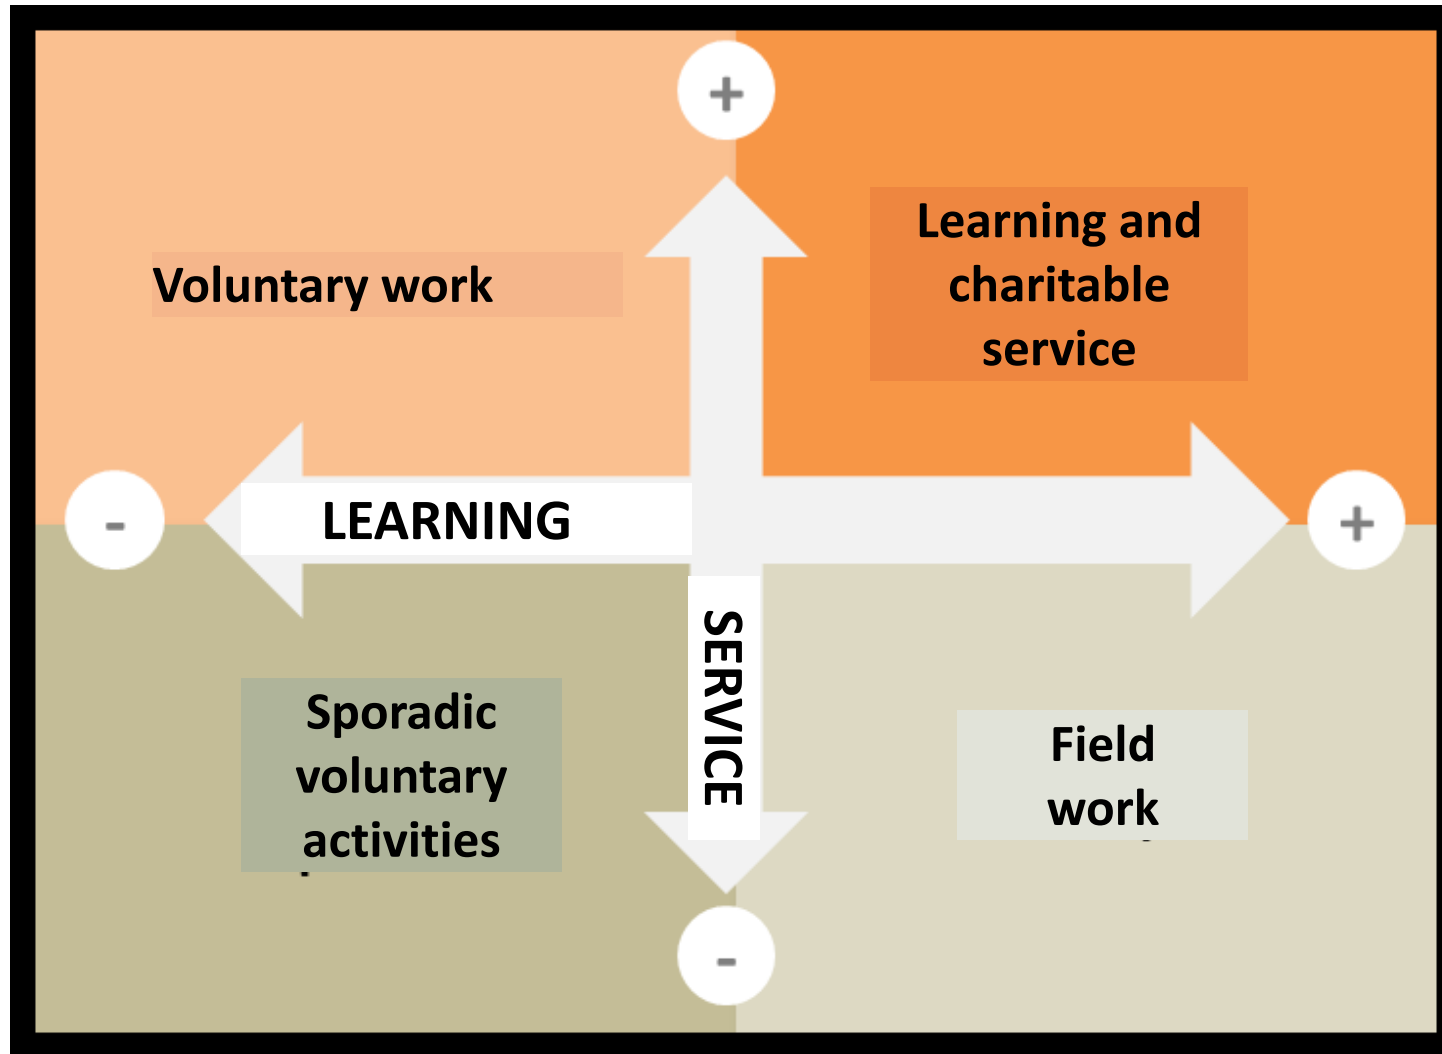 +
Voluntary work
Learning and
charitable
service
-
LEARNING
+
SERVICE
Sporadic
voluntary
activities
Field
work
-